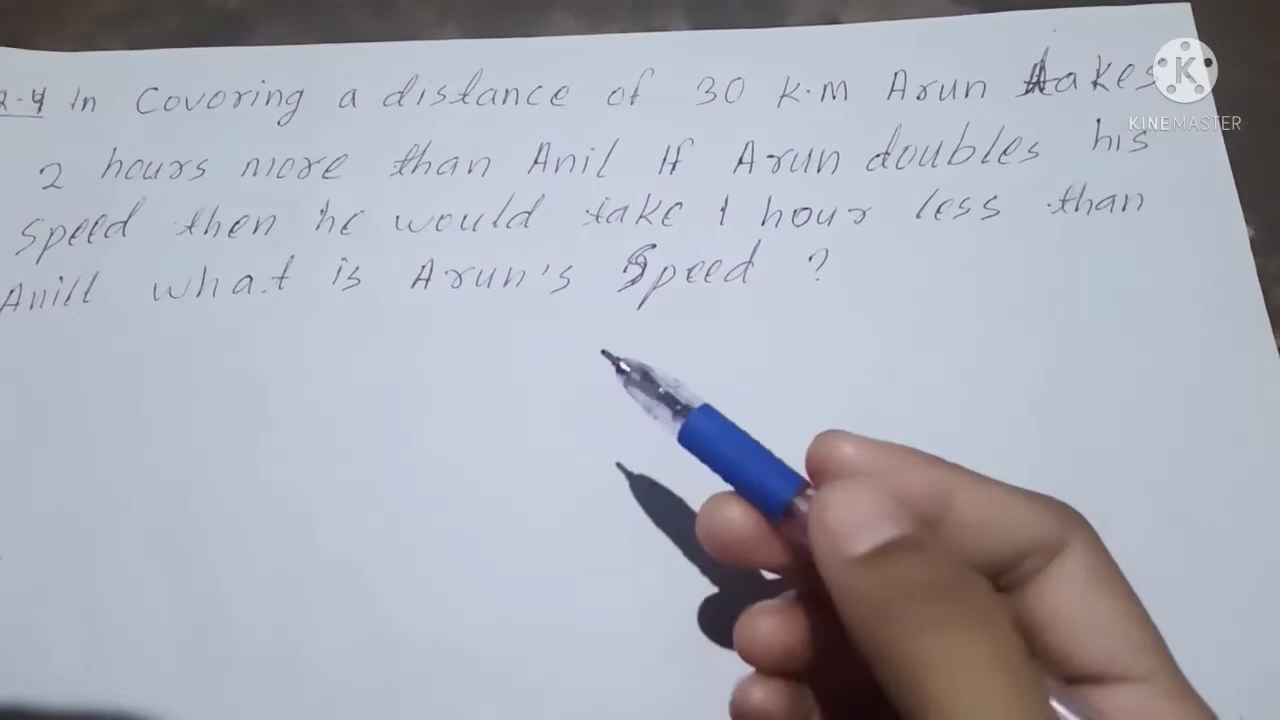 Q-4 In Covoring a distance of 30 K.m Arun takes
2 hours more than Anil If Arun doubles his
Speed then he would take 1 hour less than
Anill what is Arun's Speed ?
K
KINEMASTER